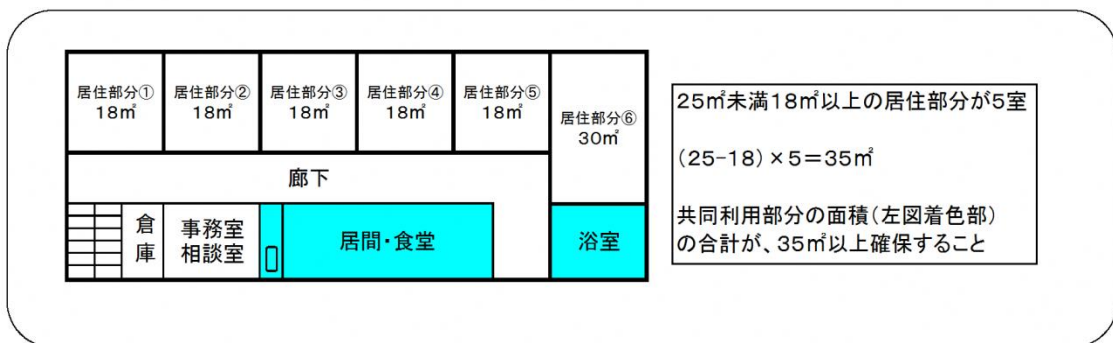 居住部分①
18㎡
居住部分②
18㎡
居住部分③
18㎡
居住部分④
18㎡
居住部分⑤
18㎡
居住部分⑥
30㎡
廊下
倉庫
事務室
相談室
居間・食堂
浴室
25㎡未満18㎡以上の居住部分が5室
(25-18)×5=35㎡
共同利用部分の面積(左図着色部)
の合計が、35㎡以上確保すること